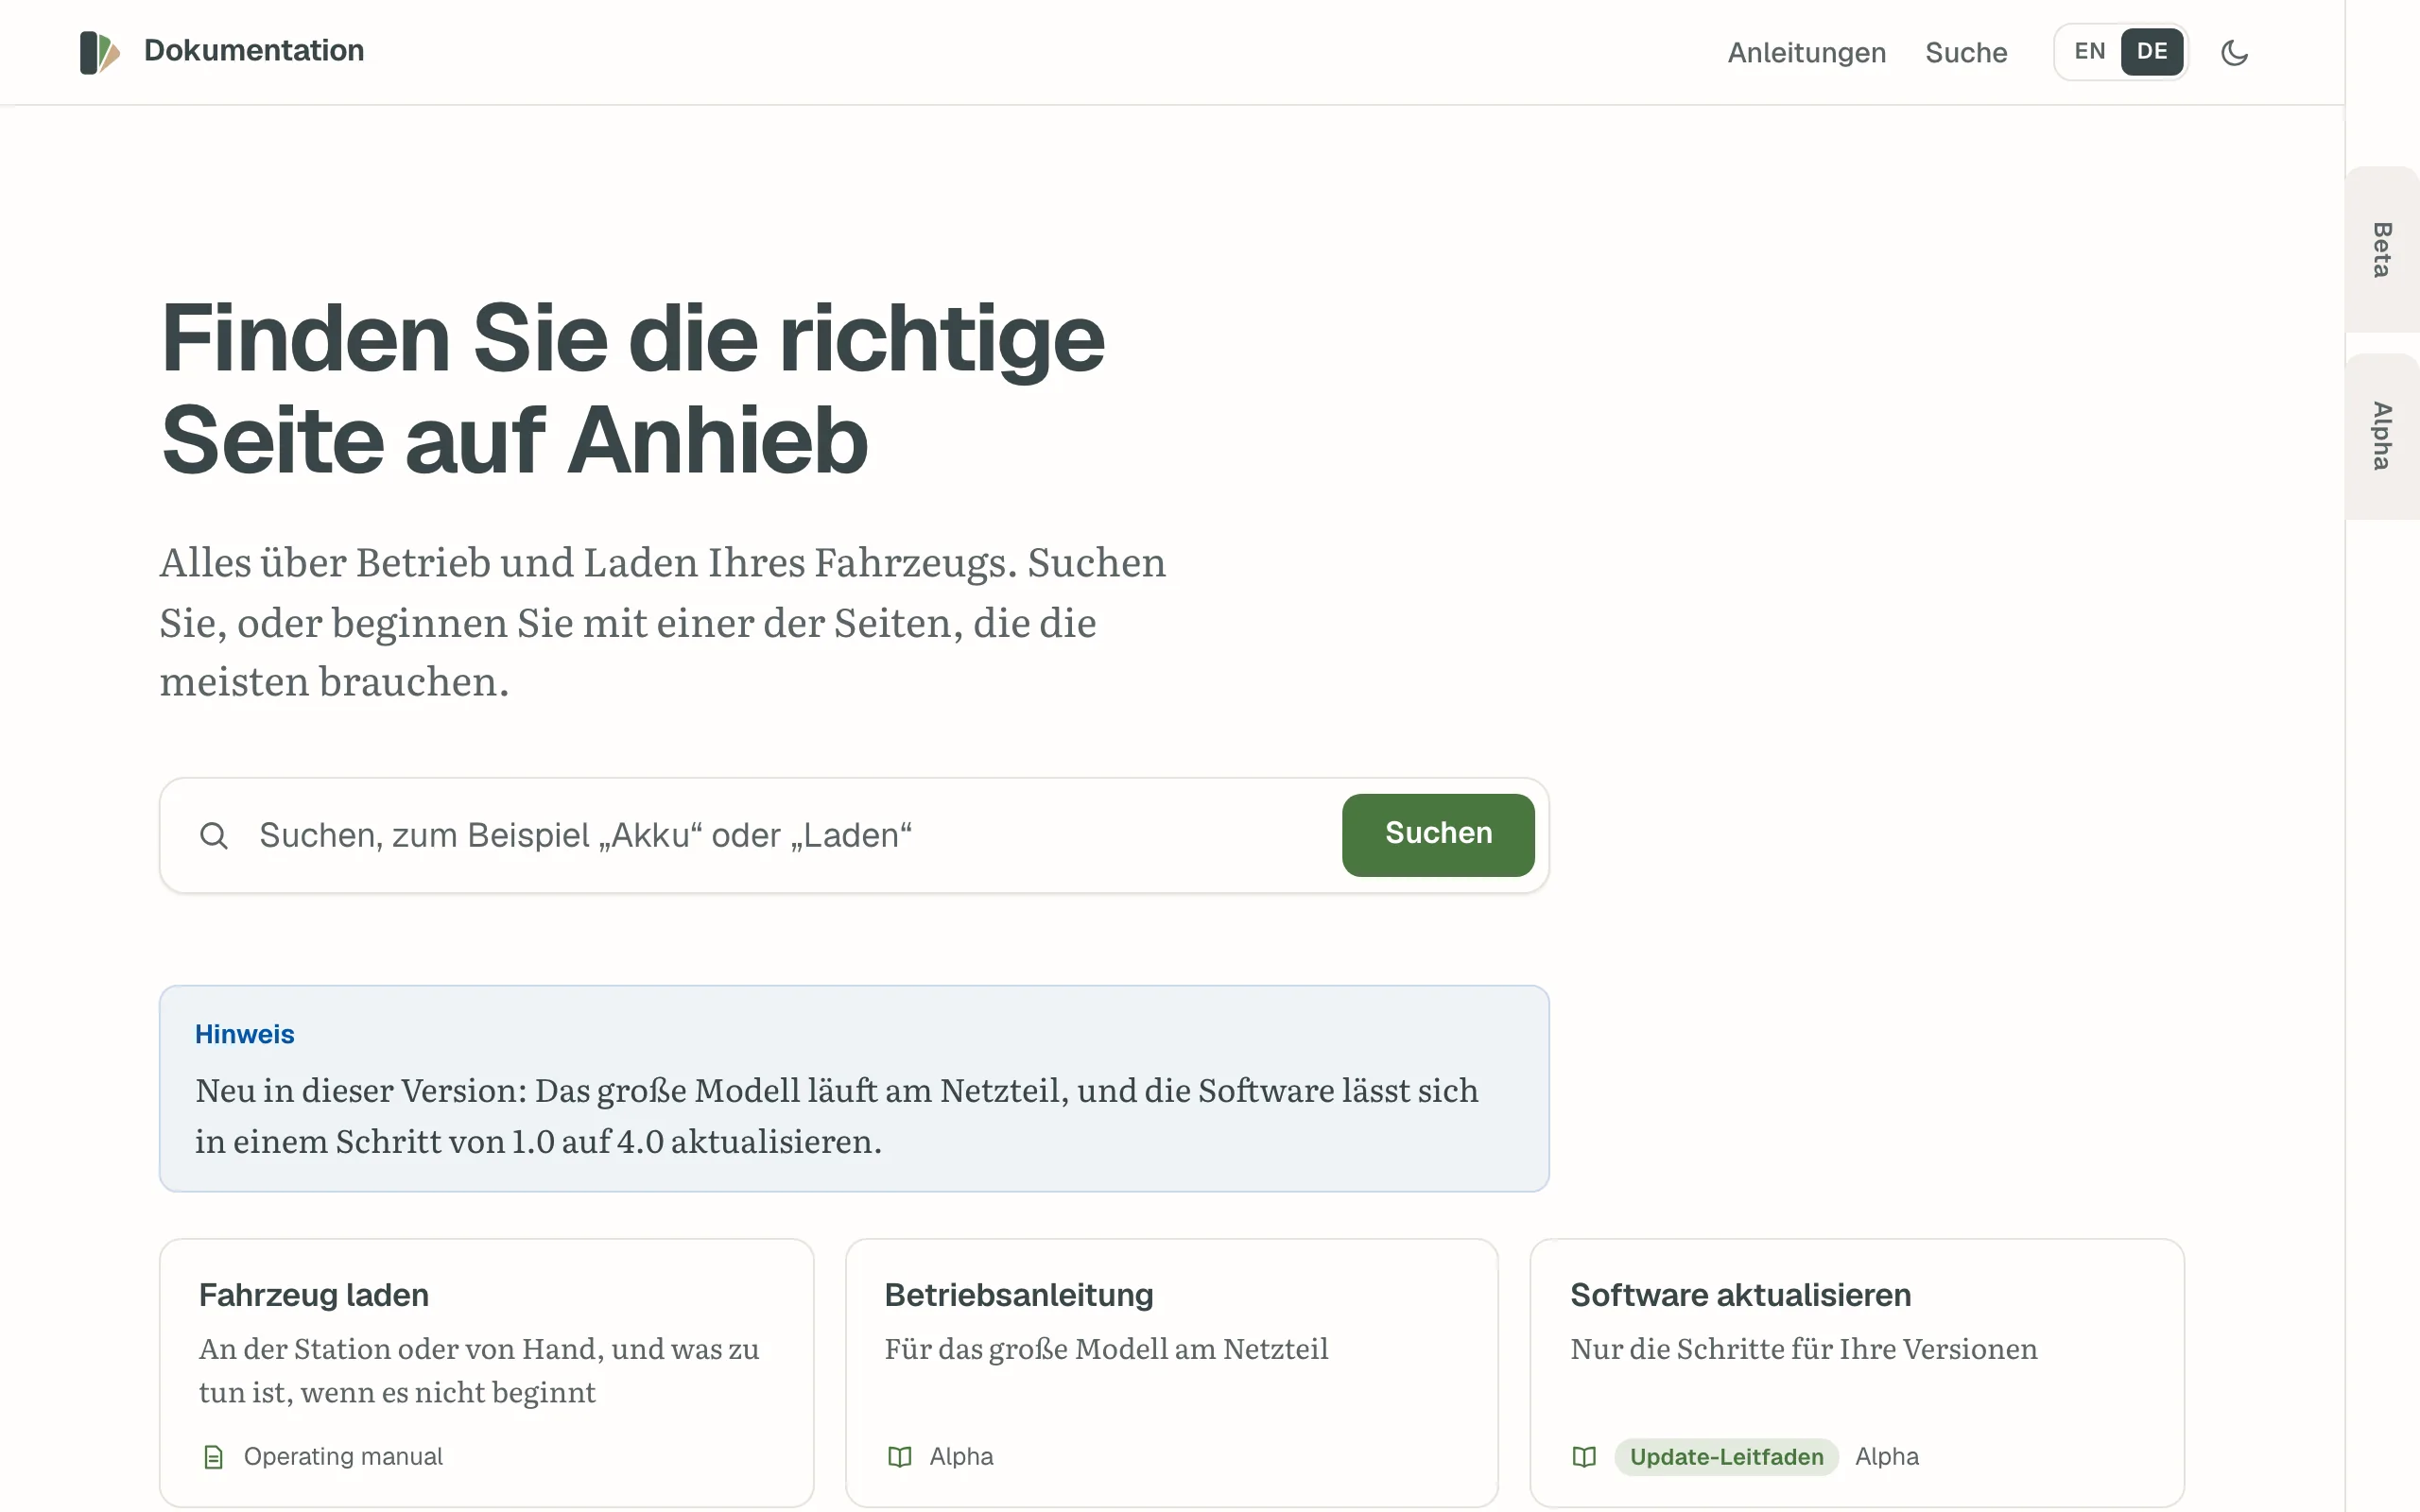 Dokumentation
Anleitungen
Suche
EN
DE
Beta
Alpha
Finden Sie die richtige
Seite auf Anhieb
Alles über Betrieb und Laden Ihres Fahrzeugs. Suchen
Sie, oder beginnen Sie mit einer der Seiten, die die
meisten brauchen.
Suchen, zum Beispiel „Akku“ oder „Laden“
Suchen
Hinweis
Neu in dieser Version: Das große Modell läuft am Netzteil, und die Software lässt sich
in einem Schritt von 1.0 auf 4.0 aktualisieren.
Fahrzeug laden
An der Station oder von Hand, und was zu
tun ist, wenn es nicht beginnt
Operating manual
Betriebsanleitung
Für das große Modell am Netzteil
Alpha
Software aktualisieren
Nur die Schritte für Ihre Versionen
Update-Leitfaden
Alpha